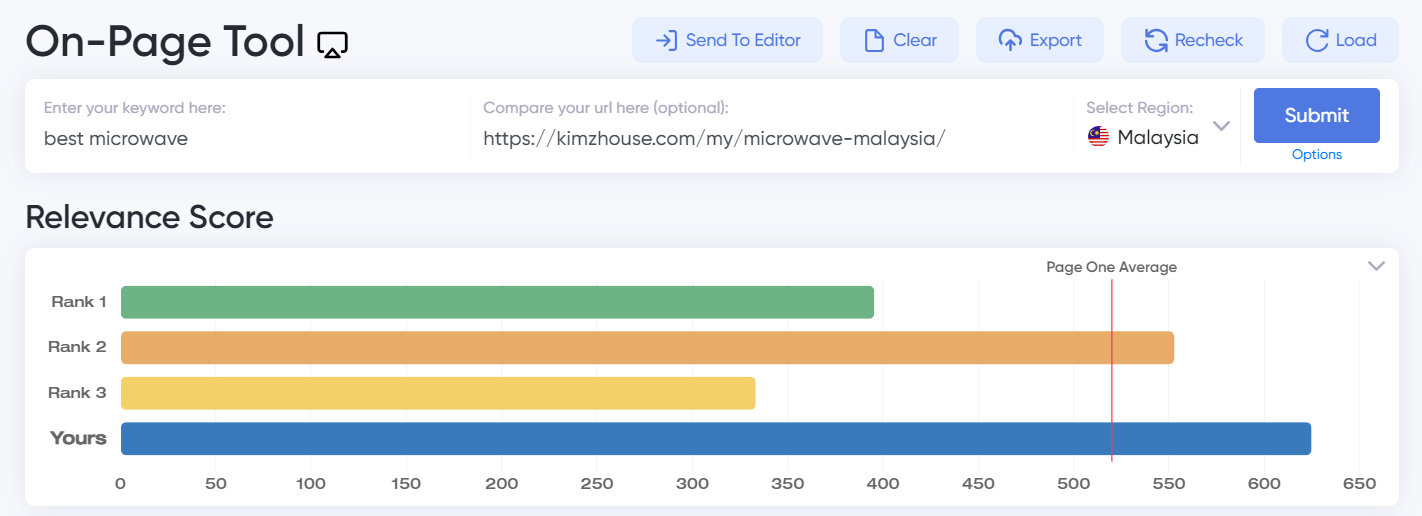 On-Page Tool
Send To Editor
Clear
Export
Recheck
Load
Enter your keyword here:
best microwave
Compare your url here (optional):
https://kimzhouse.com/my/microwave-malaysia/
Select Region:
Malaysia
Submit
Options
Relevance Score
Page One Average
Rank 1
Rank 2
Rank 3
Yours
0 50 100 150 200 250 300 350 400 450 500 550 600 650